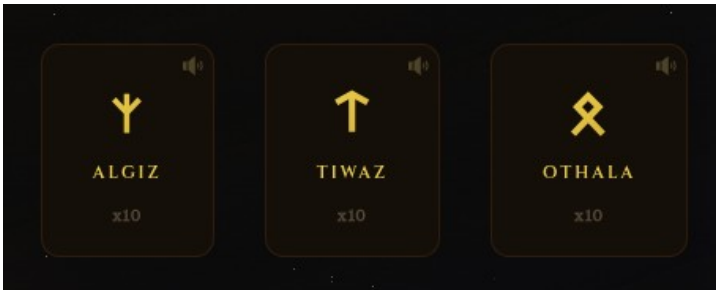 ᛉ ᛏ ᛟ
ALGIZ TIWAZ OTHALA
x10 x10 x10